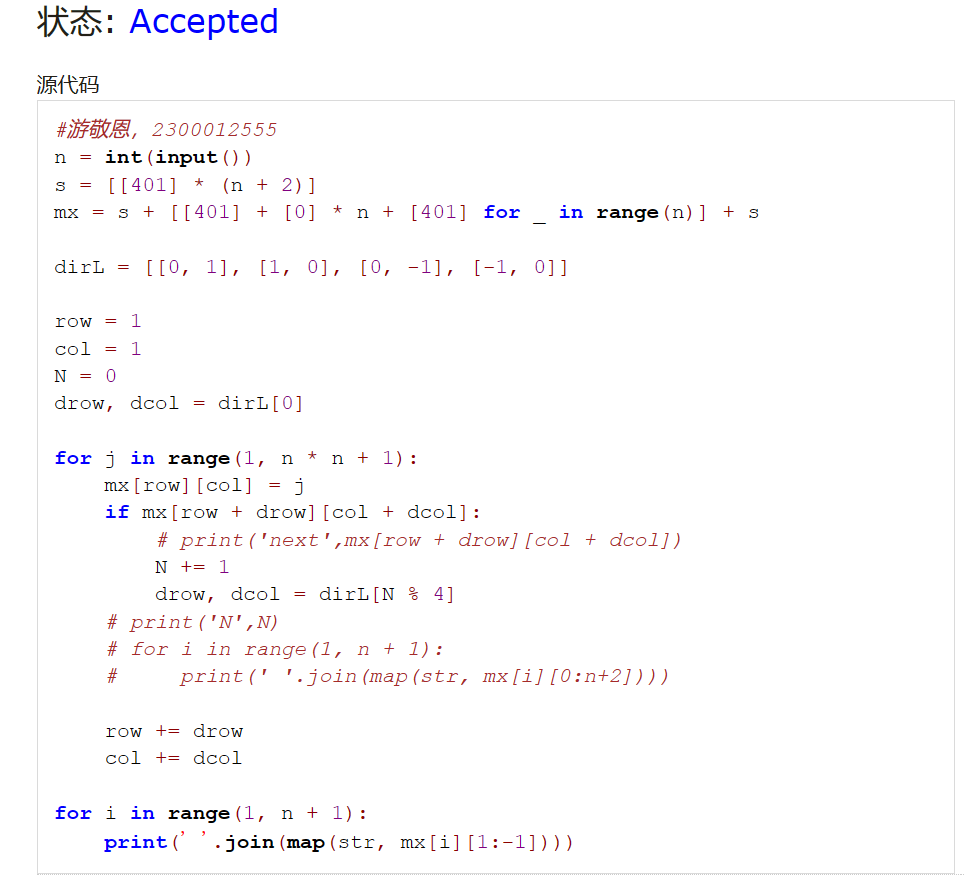 状态: Accepted
源代码
#游敬恩, 2300012555
n = int(input())
s = [[401] * (n + 2)]
mx = s + [[401] + [0] * n + [401] for _ in range(n)] + s
dirL = [[0, 1], [1, 0], [0, -1], [-1, 0]]
row = 1
col = 1
N = 0
drow, dcol = dirL[0]
for j in range(1, n * n + 1):
    mx[row][col] = j
    if mx[row + drow][col + dcol]:
        # print('next',mx[row + drow][col + dcol])
        N += 1
        drow, dcol = dirL[N % 4]
    # print('N',N)
    # for i in range(1, n + 1):
    #     print(' '.join(map(str, mx[i][0:n+2])))
    row += drow
    col += dcol
for i in range(1, n + 1):
    print(' '.join(map(str, mx[i][1:-1])))